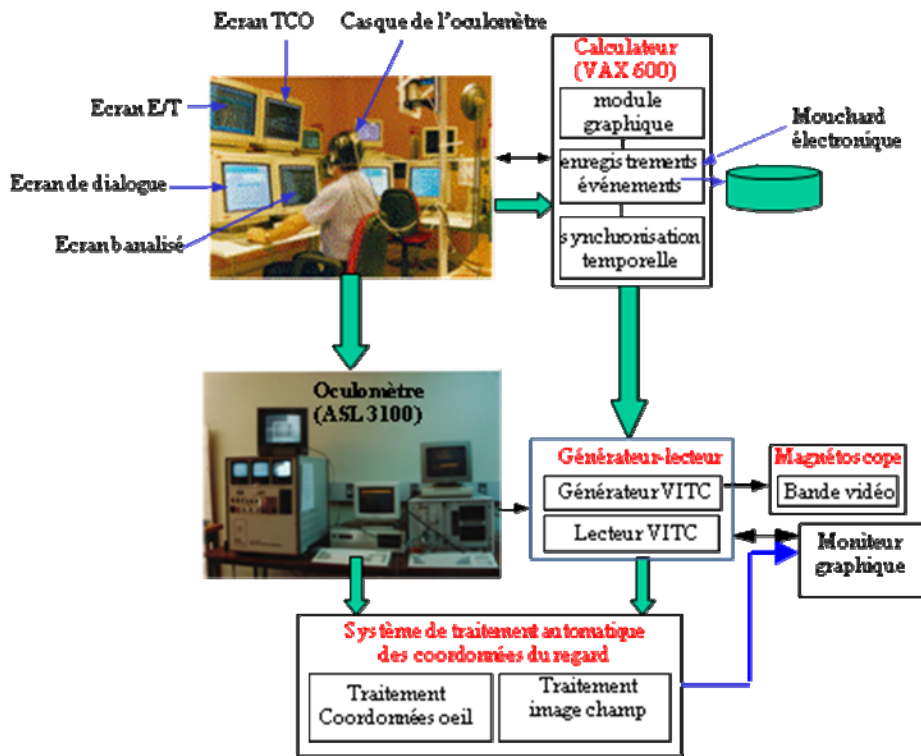 Ecran TCO
Casque de l'oculomètre
Ecran E/T
Ecran de dialogue
Ecran banalisé
Calculateur
(VAX 600)
module
graphique
enregistrements
événements
synchronisation
temporelle
Mouchard
électronique
Oculomètre
(ASL 3100)
Générateur-lecteur
Générateur VITC
Lecteur VITC
Magnétoscope
Bande vidéo
Moniteur
graphique
Système de traitement automatique
des coordonnées du regard
Traitement
Coordonnées oeil
Traitement
image champ